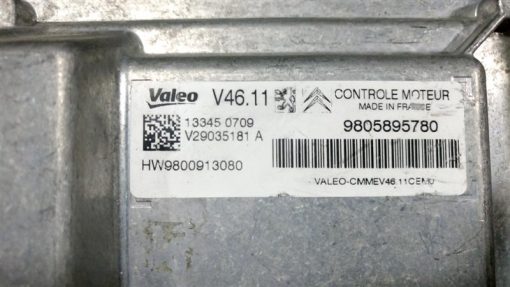 Valeo V46.11 CONTROLE MOTEUR
MADE IN FRANCE
13345 0709
V29035181 A
9805895780
HW9800913080
VALEO-CMMEV46.11CEM0